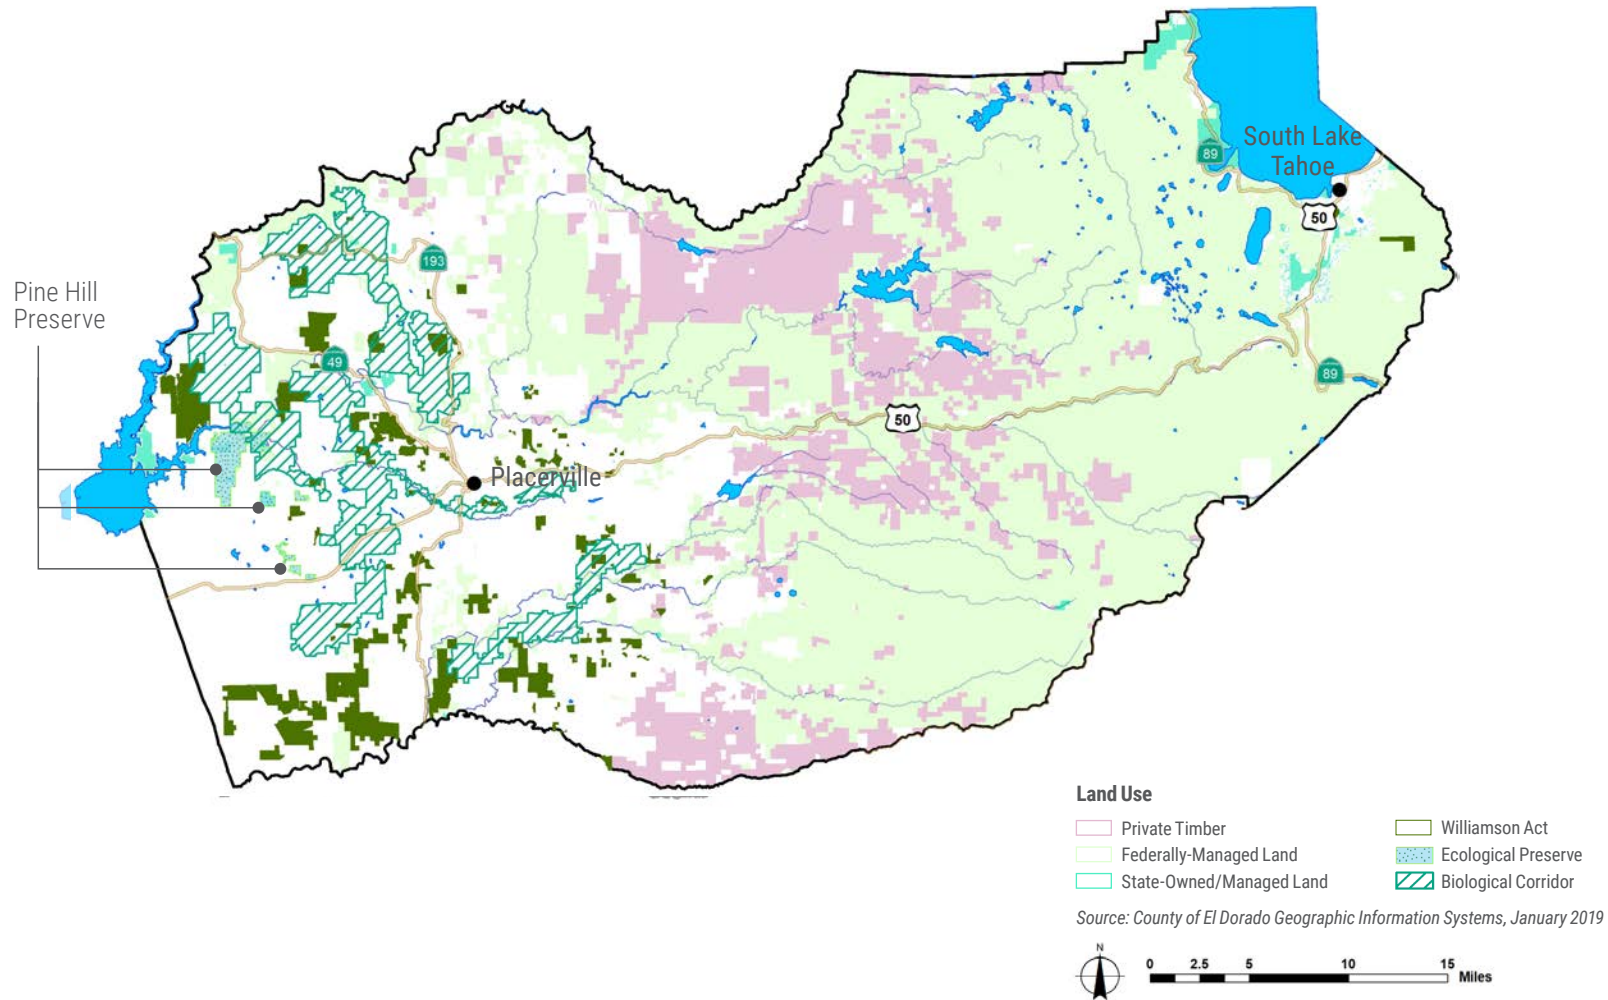 South Lake
Tahoe
89
50
193
Pine Hill
Preserve
49
89
50
Placerville
Land Use
Private Timber
Federally-Managed Land
State-Owned/Managed Land
Williamson Act
Ecological Preserve
Biological Corridor
Source: County of El Dorado Geographic Information Systems, January 2019
N
0 2.5 5 10 15 Miles